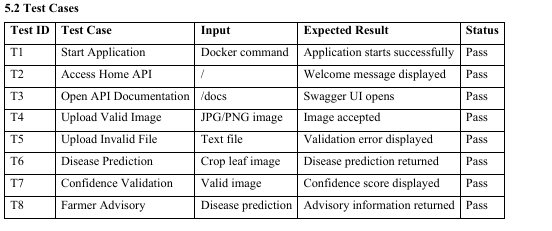 5.2 Test Cases
Test ID Test Case Input Expected Result Status
T1 Start Application Docker command Application starts successfully Pass
T2 Access Home API / Welcome message displayed Pass
T3 Open API Documentation /docs Swagger UI opens Pass
T4 Upload Valid Image JPG/PNG image Image accepted Pass
T5 Upload Invalid File Text file Validation error displayed Pass
T6 Disease Prediction Crop leaf image Disease prediction returned Pass
T7 Confidence Validation Valid image Confidence score displayed Pass
T8 Farmer Advisory Disease prediction Advisory information returned Pass